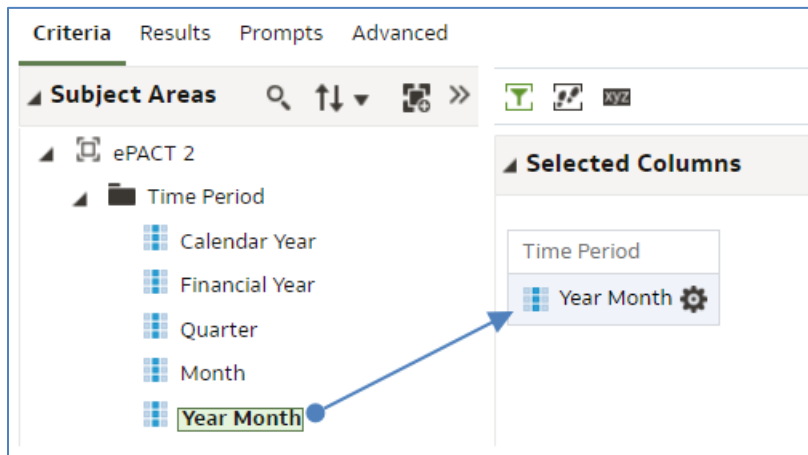 Criteria Results Prompts Advanced
Subject Areas
ePACT 2
Time Period
Calendar Year
Financial Year
Quarter
Month
Year Month
xyz
Selected Columns
Time Period
Year Month